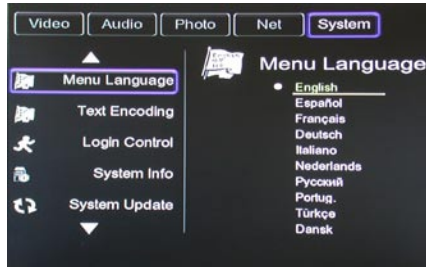 Video Audio Photo Net System
Menu Language
Menu Language
Text Encoding
Login Control
System Info
System Update
English
Español
Français
Deutsch
Italiano
Nederlands
Русский
Portug.
Türkçe
Dansk